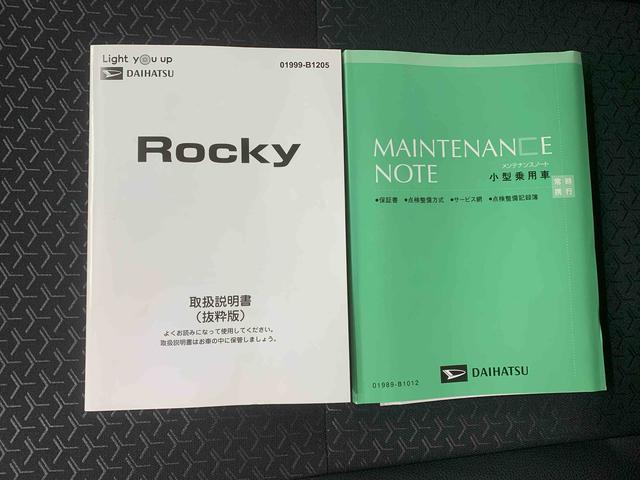 Light you up
DAIHATSU
01999-B1205
Rocky
取扱説明書
（抜粋版）
よくお読みになって使用してください。
取扱説明書はお車の中に保管しましょう。
MAINTENANCE
NOTE
メンテナンスノート
小型乗用車
常時
携行
●保証書 ●点検整備方式 ●サービス網 ●点検整備記録簿
DAIHATSU
01989-B1012